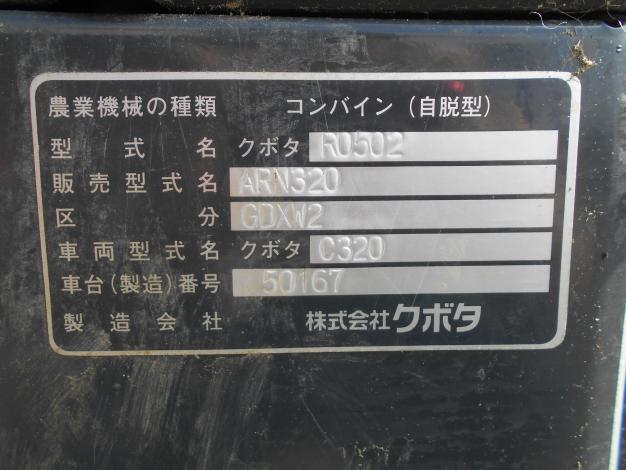 農業機械の種類 コンバイン（自脱型）
型式名 クボタ RO502
販売型式名 ARN320
区分 GDXW2
車両型式名 クボタ C320
車台(製造)番号 50167
製造会社 株式会社クボタ